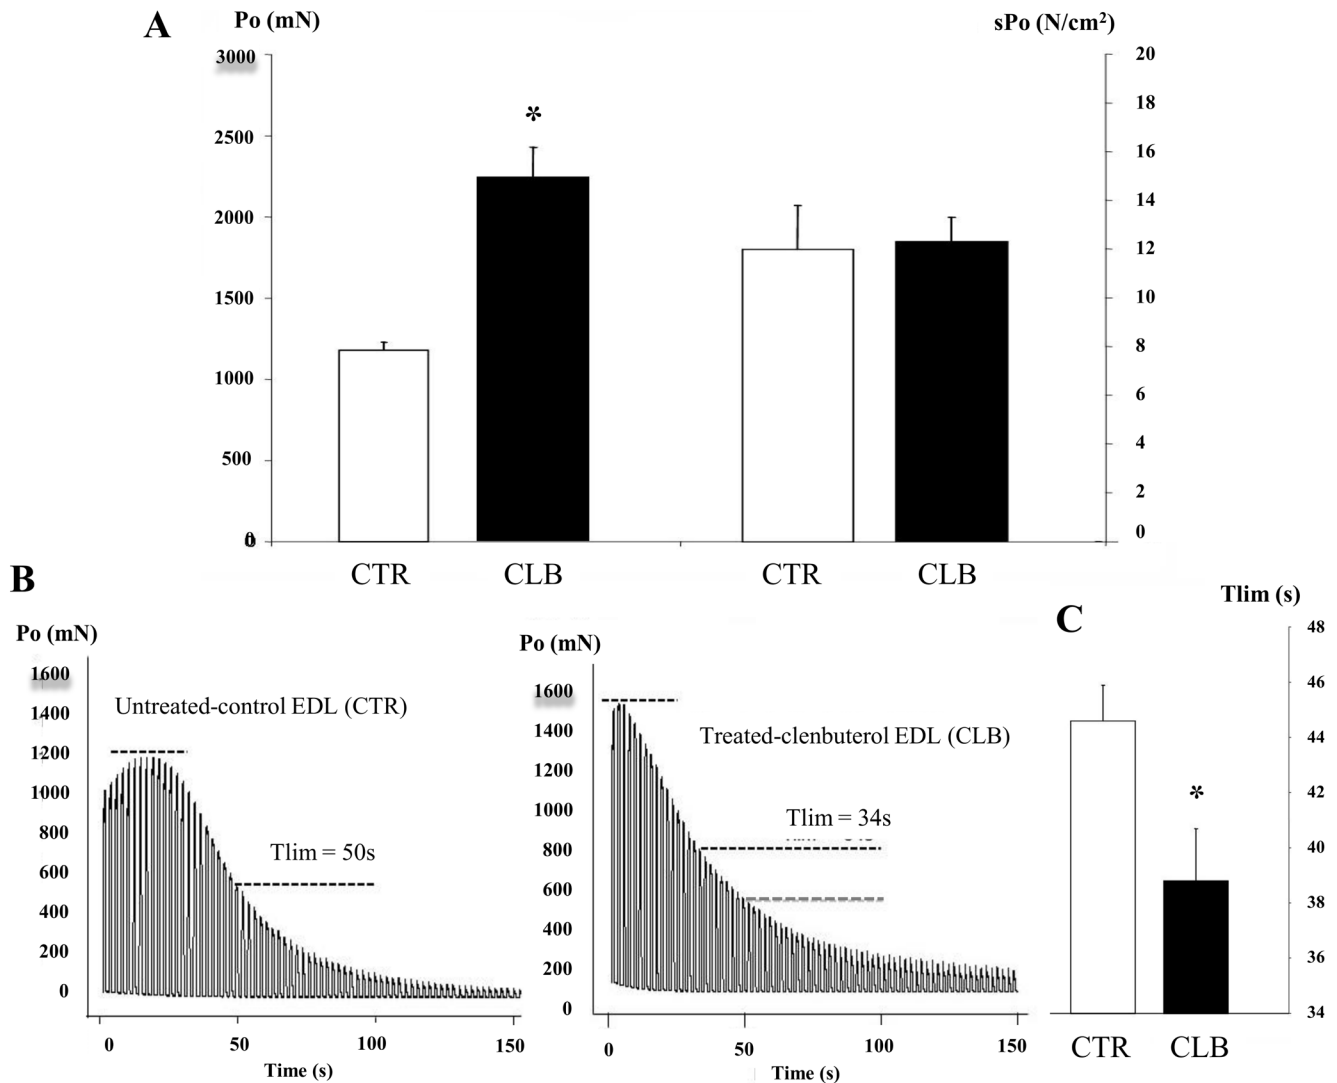 A
Po (mN)
sPo (N/cm²)
3000
2500
2000
1500
1000
500
0
20
18
16
14
12
10
8
6
4
2
0
*
CTR
CLB
CTR
CLB
B
Po (mN)
1600
1400
1200
1000
800
600
400
200
0
Untreated-control EDL (CTR)
Tlim = 50s
0
50
100
150
Time (s)
Po (mN)
1600
1400
1200
1000
800
600
400
200
0
Treated-clenbuterol EDL (CLB)
Tlim = 34s
0
50
100
150
Time (s)
C
Tlim (s)
48
46
44
42
40
38
36
34
*
CTR
CLB